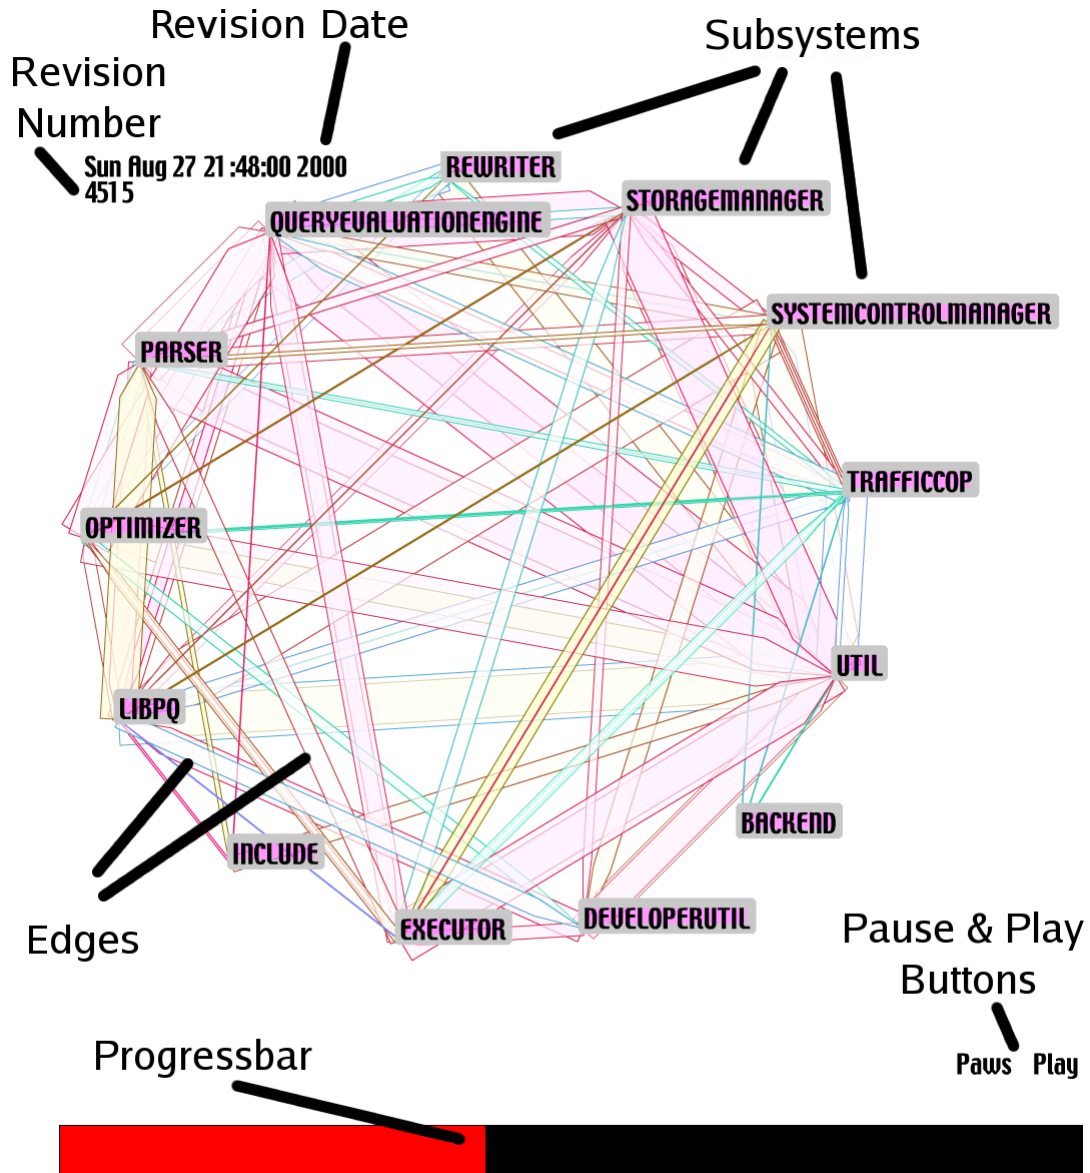 Revision Date
Subsystems
Revision
Number
Sun Aug 27 21:48:00 2000
4515
REWRITER
STORAGEMANAGER
QUERYEVALUATIONENGINE
SYSTEMCONTROLMANAGER
PARSER
TRAFFICCOP
OPTIMIZER
UTIL
LIBPQ
BACKEND
INCLUDE
DEVELOPERUTIL
EXECUTOR
Edges
Pause & Play
Buttons
Progressbar
Paws Play